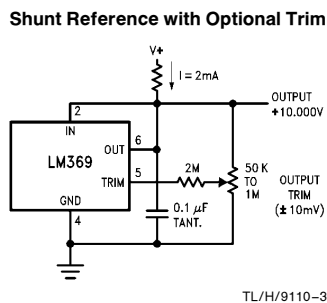 Shunt Reference with Optional Trim
V+
I = 2mA
OUTPUT
+10.000V
2
IN
6
OUT
LM369
5
TRIM
2M
50 K
TO
1M
OUTPUT
TRIM
(±10mV)
GND
4
0.1 μF
TANT.
TL/H/9110–3